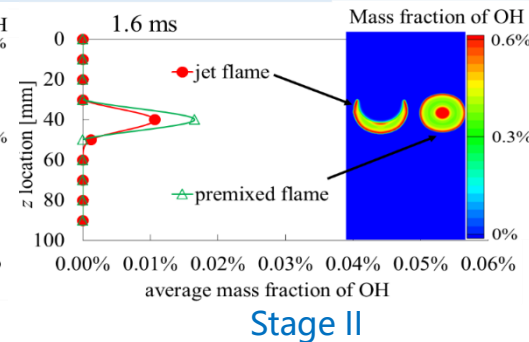 H
1.6 ms
Mass fraction of OH
%
0
0.6%
jet flame
20
z location [mm]
40
%
0.3%
60
premixed flame
80
0%
100
0.00% 0.01% 0.02% 0.03% 0.04% 0.05% 0.06%
average mass fraction of OH
Stage II